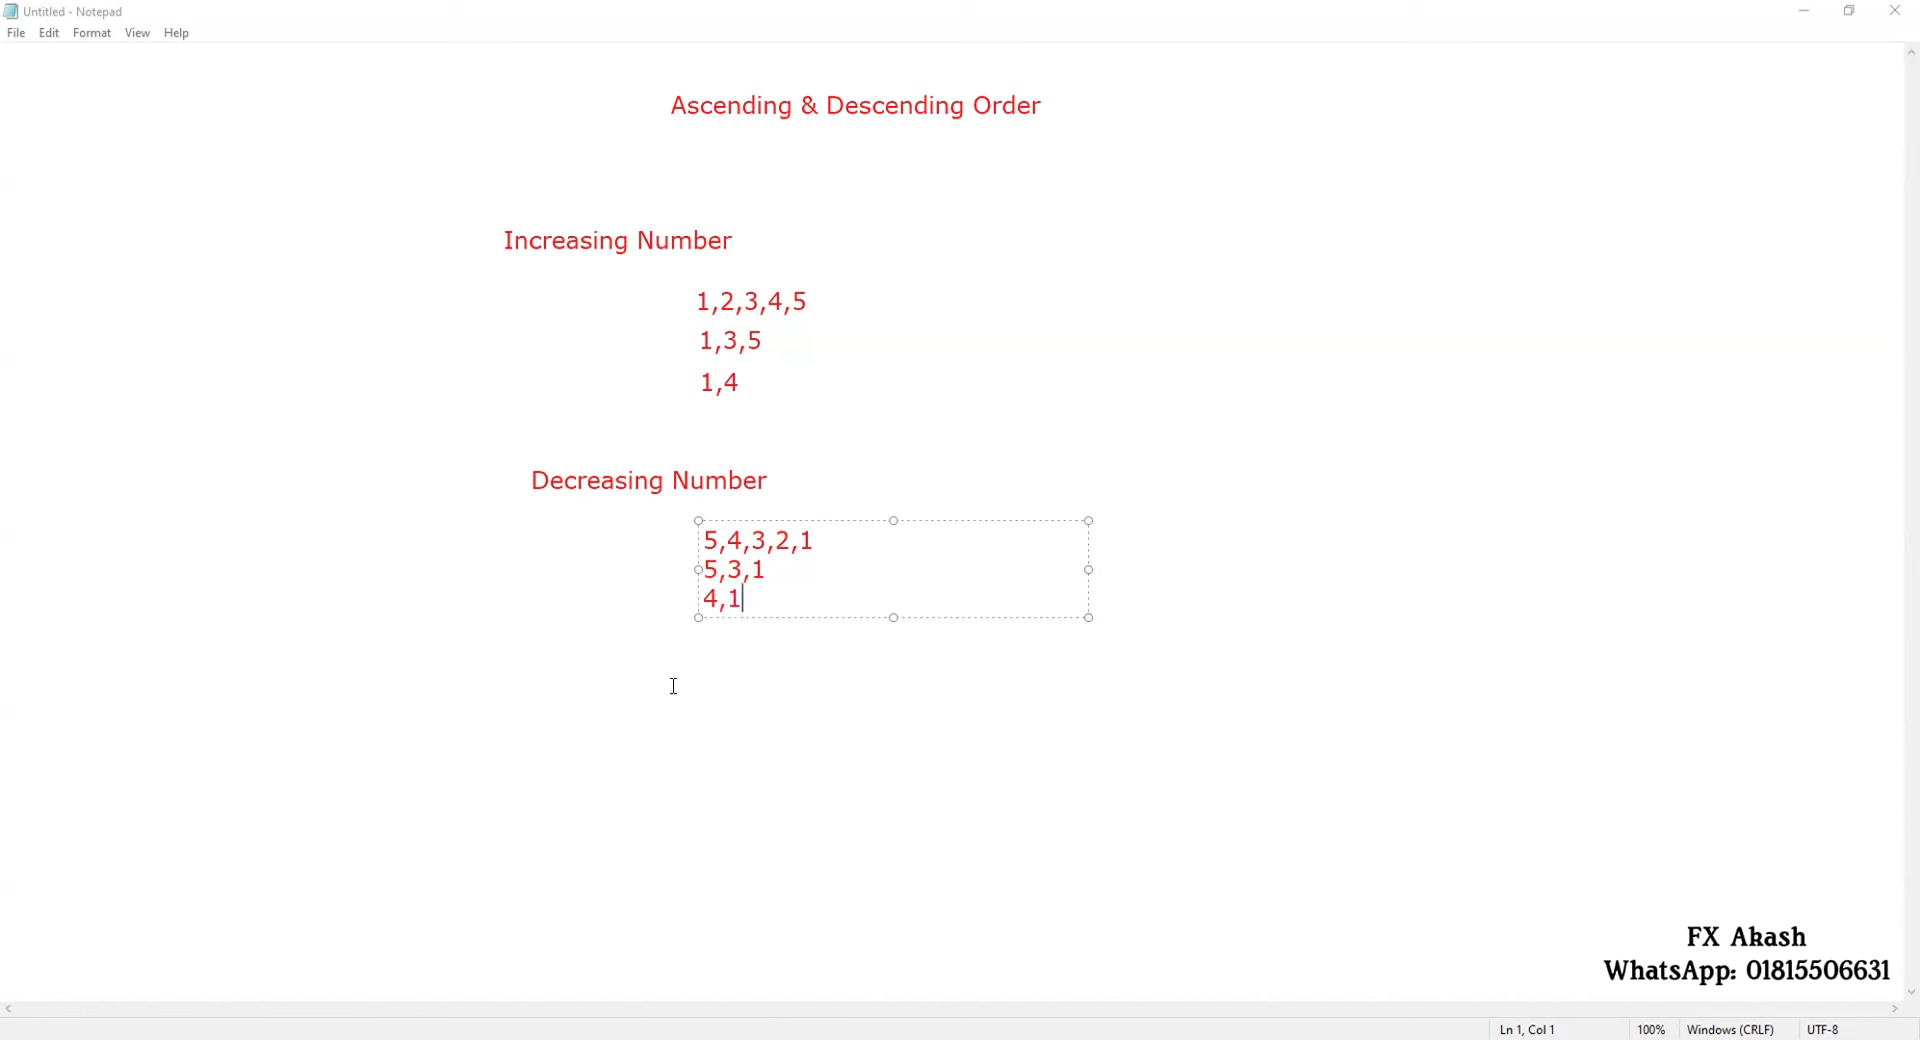 Untitled - Notepad
File Edit Format View Help
Ascending & Descending Order
Increasing Number
1,2,3,4,5
1,3,5
1,4
Decreasing Number
5,4,3,2,1
5,3,1
4,1
FX Akash
WhatsApp: 01815506631
Ln 1, Col 1 100% Windows (CRLF) UTF-8